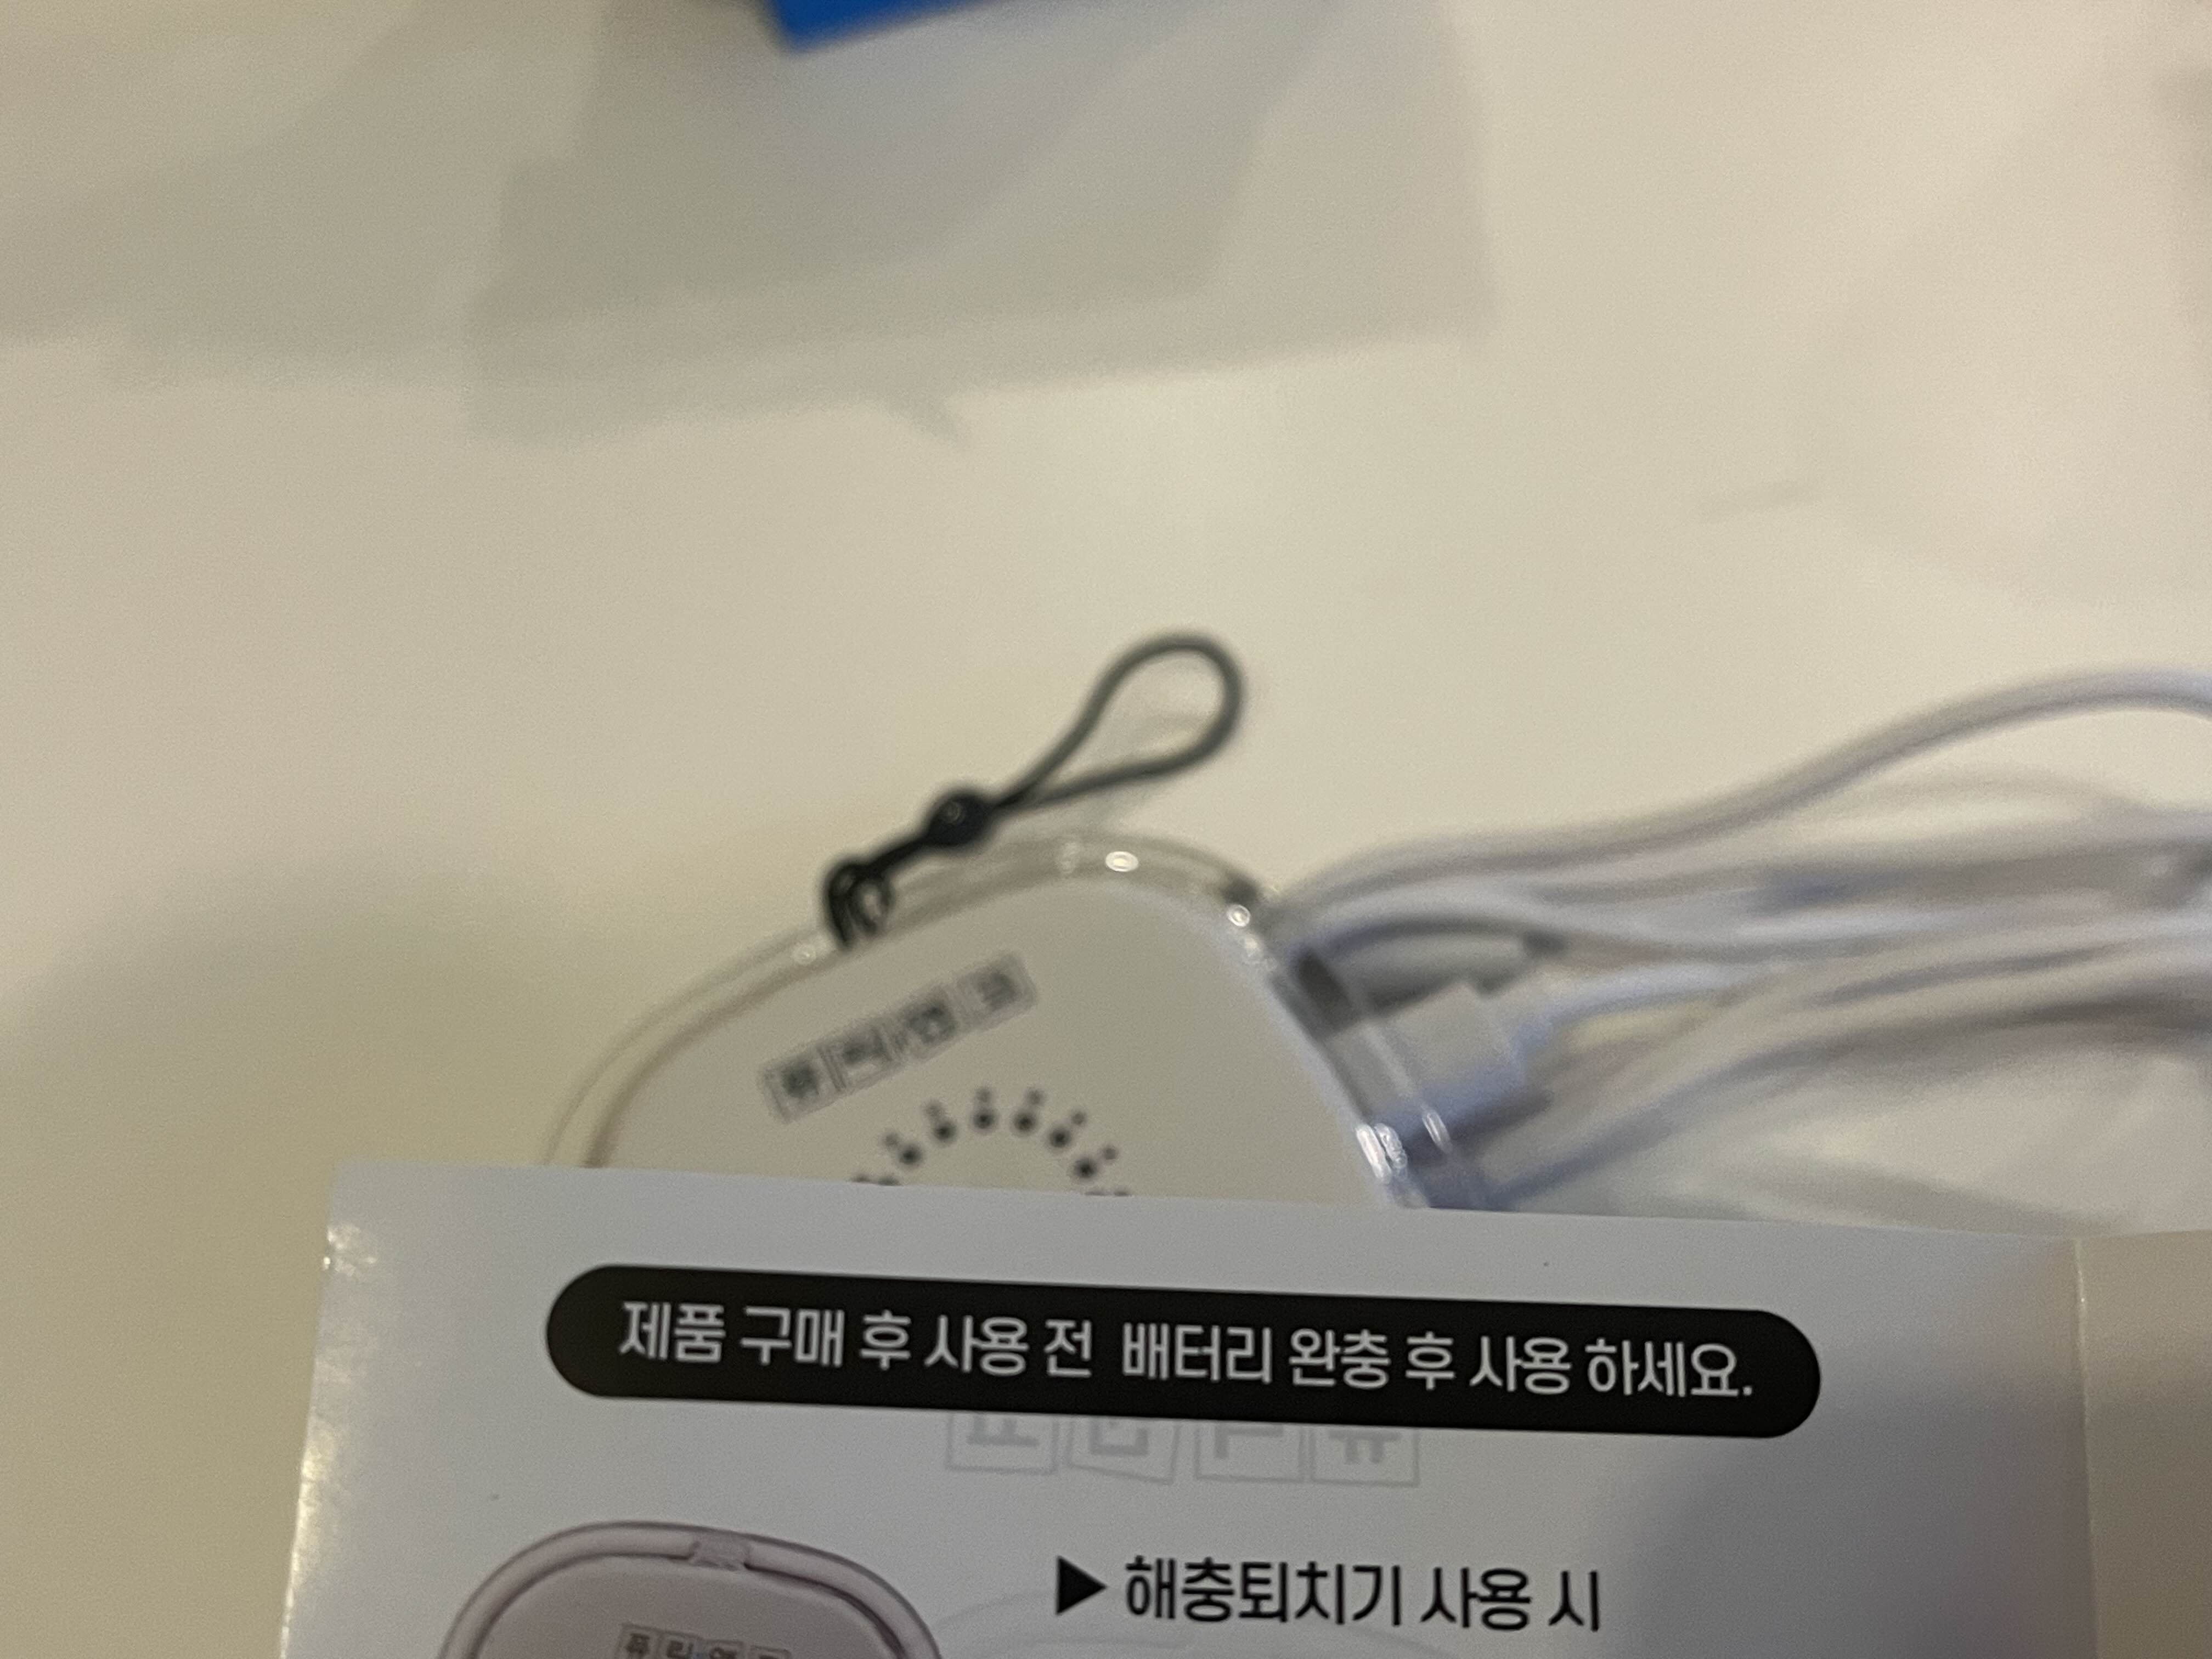 제품 구매 후 사용 전 배터리 완충 후 사용 하세요.
▶ 해충퇴치기 사용 시